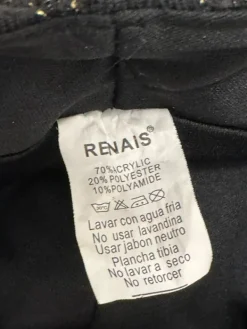 RENAIS®
70%ACRYLIC
20%POLYESTER
10%POLYAMIDE
Lavar con agua fria
No usar lavandina
Usar jabon neutro
Plancha tibia
No lavar a seco
No retorcer